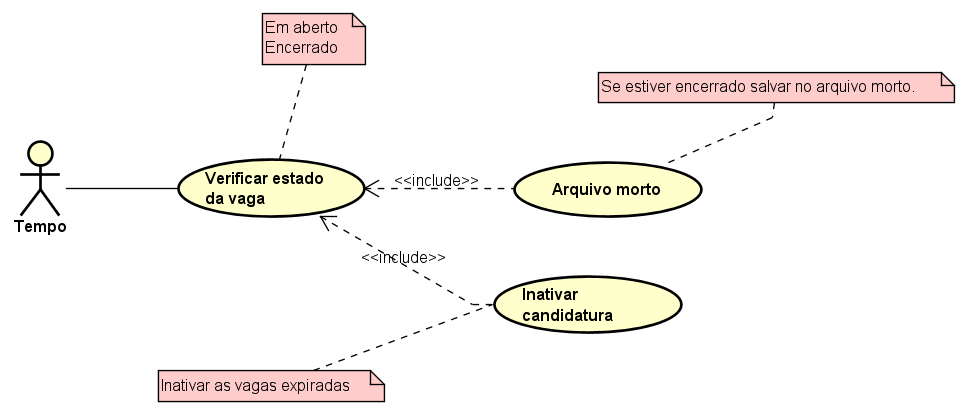 Em aberto
Encerrado
Se estiver encerrado salvar no arquivo morto.
Verificar estado
da vaga
<<include>>
Arquivo morto
Tempo
<<include>>
Inativar
candidatura
Inativar as vagas expiradas